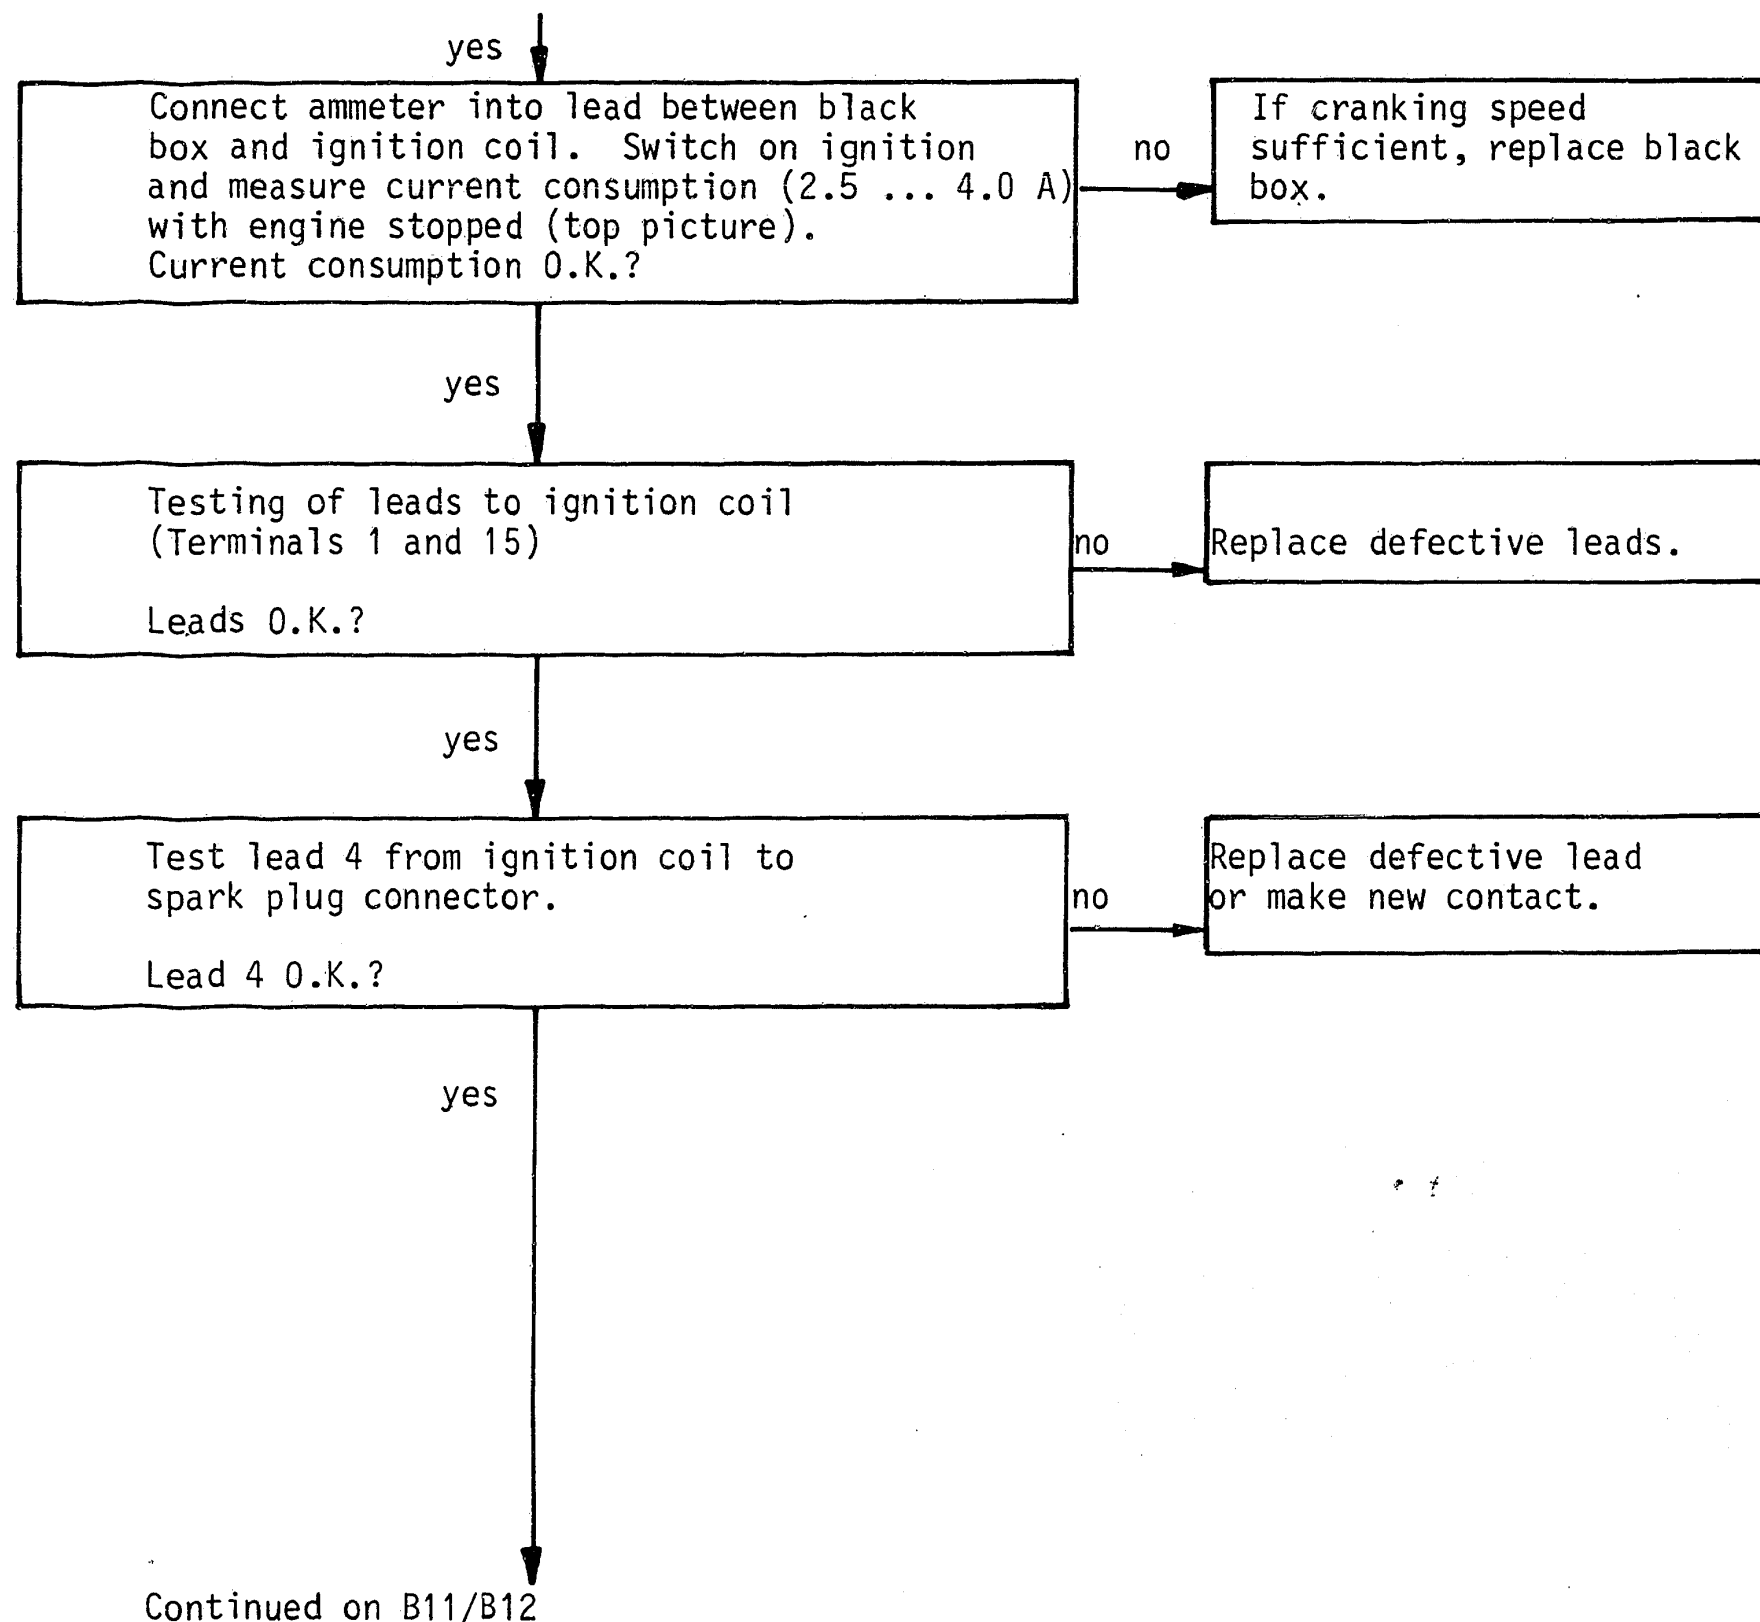 yes
Connect ammeter into lead between black
box and ignition coil.  Switch on ignition
and measure current consumption (2.5 ... 4.0 A)
with engine stopped (top picture).
Current consumption O.K.?
no
If cranking speed
sufficient, replace black
box.
yes
Testing of leads to ignition coil
(Terminals 1 and 15)
Leads O.K.?
no
Replace defective leads.
yes
Test lead 4 from ignition coil to
spark plug connector.
Lead 4 O.K.?
no
Replace defective lead
or make new contact.
yes
Continued on B11/B12